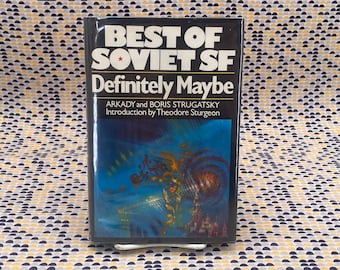 BEST OF
SOVIET SF
Definitely Maybe
ARKADY and BORIS STRUGATSKY
Introduction by Theodore Sturgeon